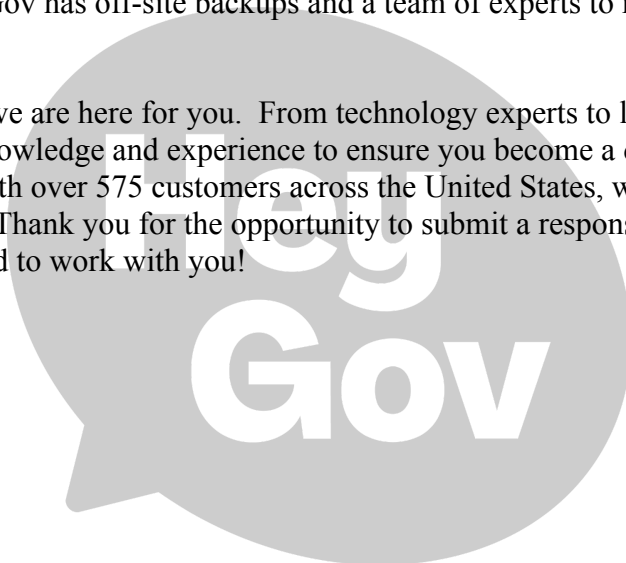 Gov has off-site backups and a team of experts to
we are here for you. From technology experts to
owledge and experience to ensure you become a
th over 575 customers across the United States,
Thank you for the opportunity to submit a
d to work with you!
Hey
Gov